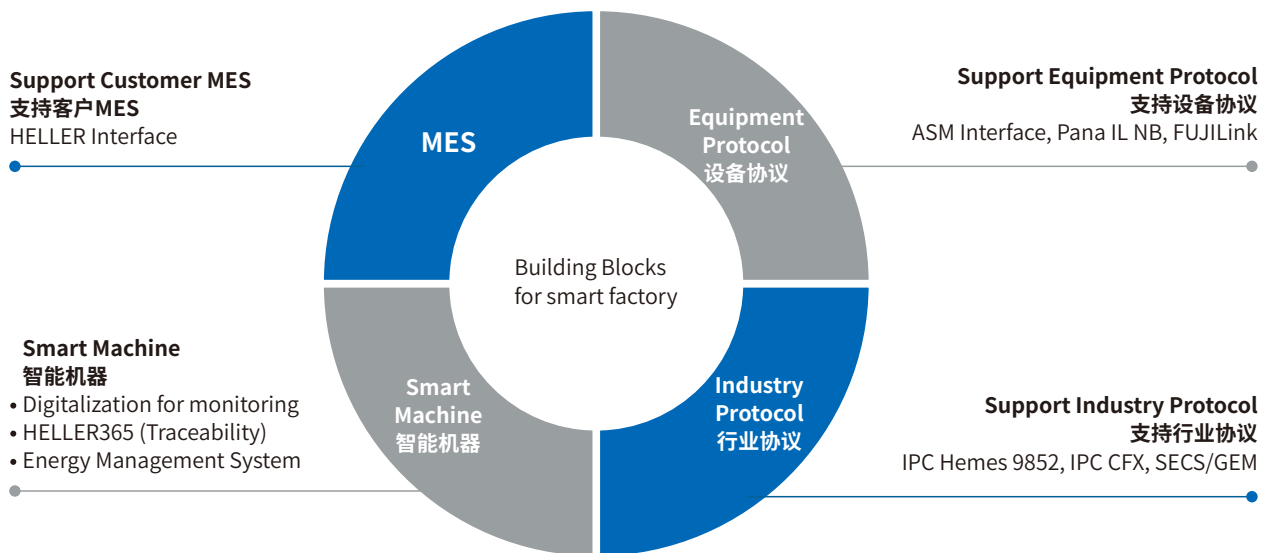 Support Customer MES
支持客户MES
HELLER Interface
MES
Equipment
Protocol
设备协议
Support Equipment Protocol
支持设备协议
ASM Interface, Pana IL NB, FUJILink
Building Blocks
for smart factory
Smart Machine
智能机器
• Digitalization for monitoring
• HELLER365 (Traceability)
• Energy Management System
Smart
Machine
智能机器
Industry
Protocol
行业协议
Support Industry Protocol
支持行业协议
IPC Hemes 9852, IPC CFX, SECS/GEM